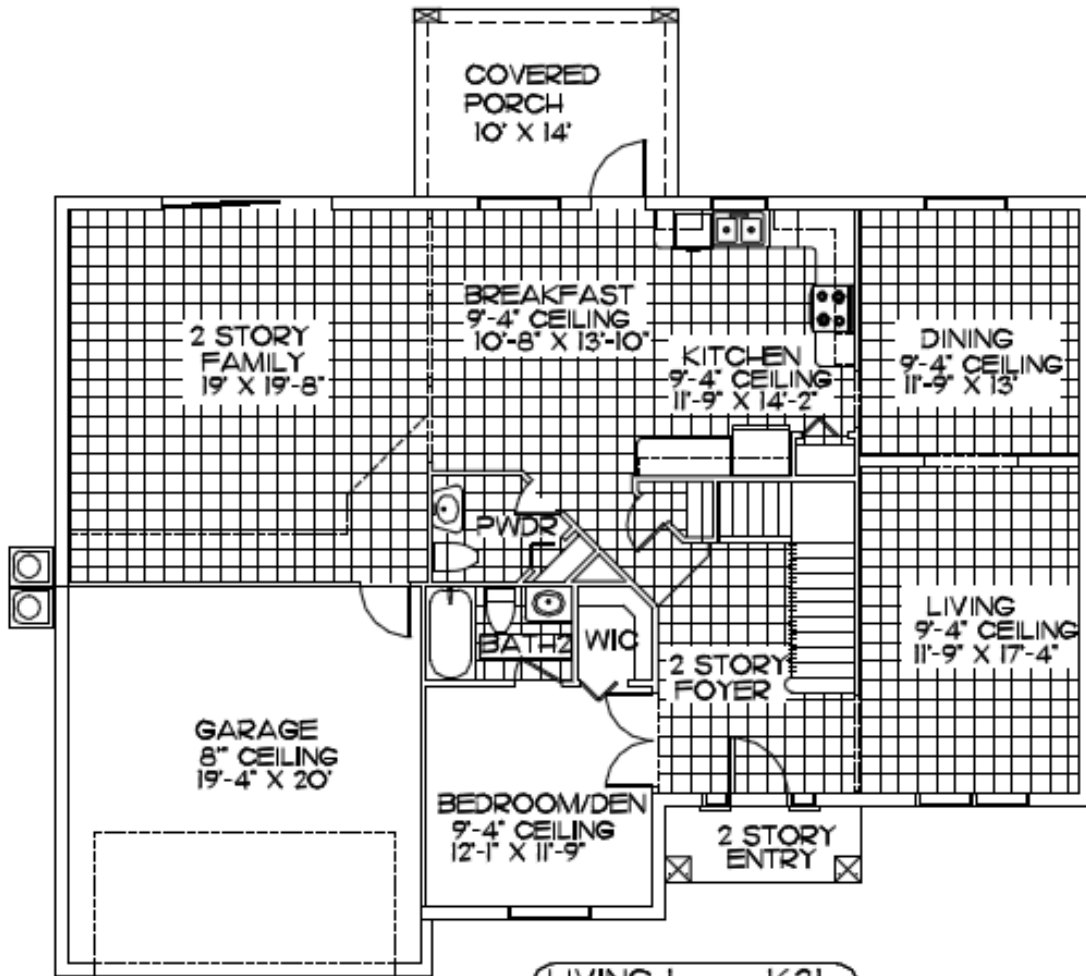 COVERED
PORCH
10' X 14'
2 STORY
FAMILY
19' X 19'-8"
BREAKFAST
9'-4" CEILING
10'-8" X 13'-10"
KITCHEN
9'-4" CEILING
11'-9" X 14'-2"
DINING
9'-4" CEILING
11'-9" X 13'
PWDR
BATH2
WIC
2 STORY
FOYER
LIVING
9'-4" CEILING
11'-9" X 17'-4"
GARAGE
8'" CEILING
19'-4" X 20'
BEDROOM/DEN
9'-4" CEILING
12'-1" X 11'-9"
2 STORY
ENTRY